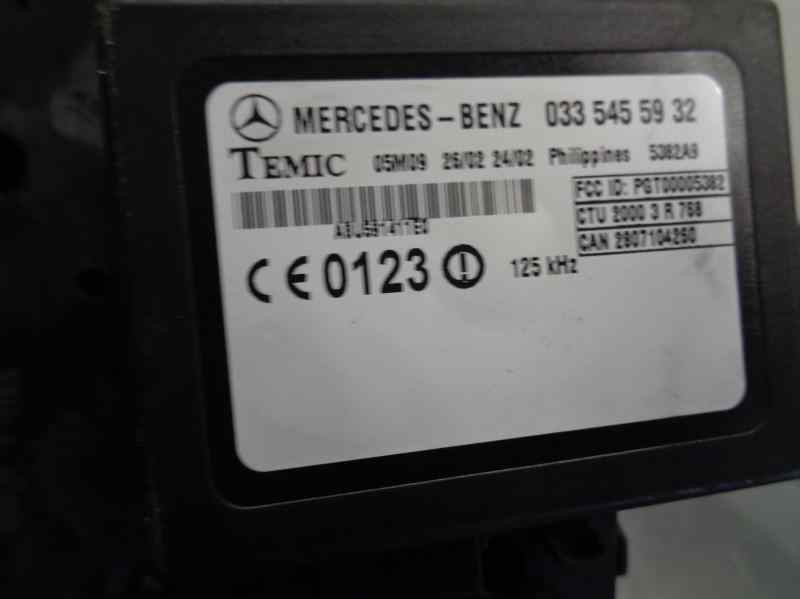 MERCEDES-BENZ 033 545 59 32
TEMIC 05M09 26/02 24/02 Philippines 5382A9
FCC ID: PGT00005382
CTU 2000 3 R 768
CAN 2807104260
CE 0123 125 kHz